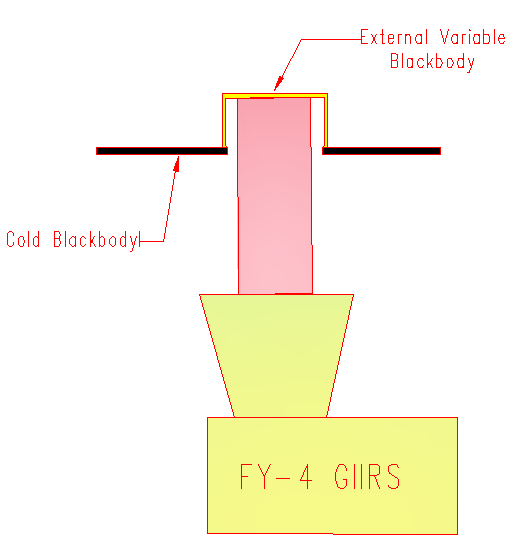 External Variable
Blackbody
Cold Blackbody
FY-4 GIIRS